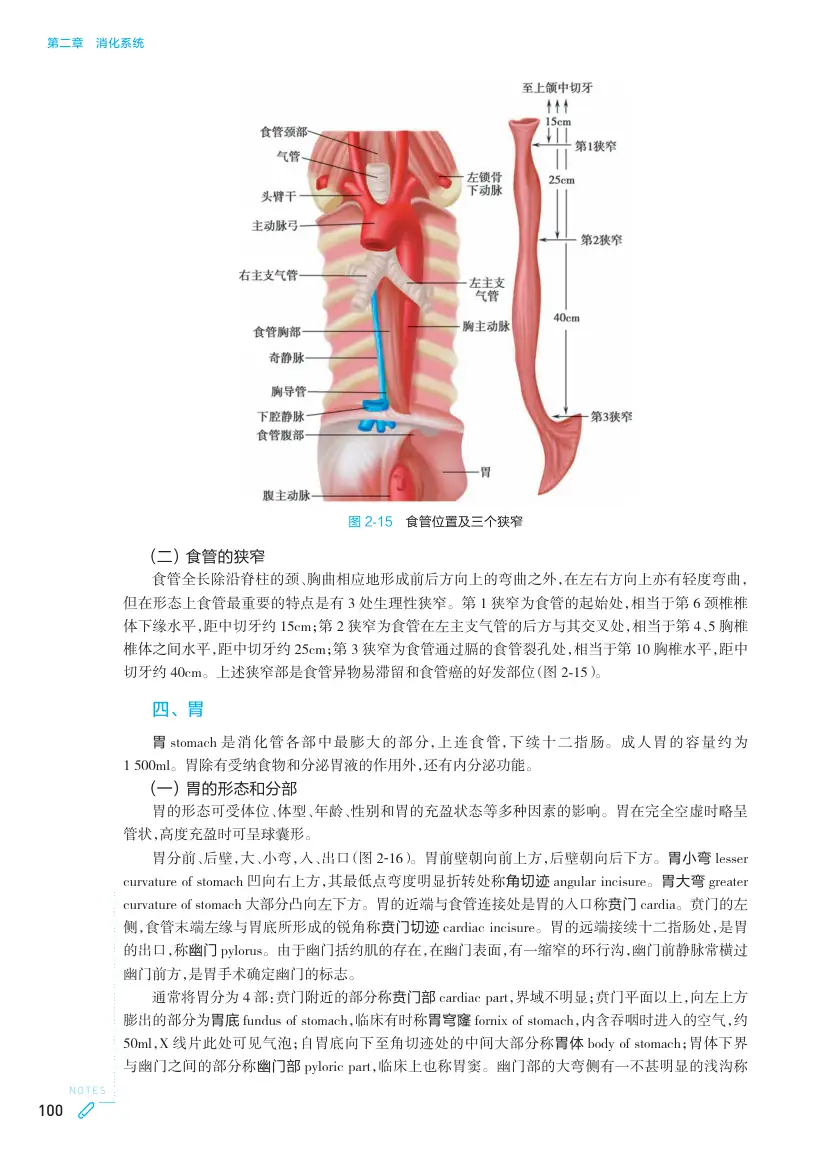 第二章 消化系统
至上颌中切牙
15cm
食管颈部
第1狭窄
气管
左锁骨
下动脉
25cm
头臂干
主动脉弓
第2狭窄
右主支气管
左主支
气管
40cm
胸主动脉
食管胸部
奇静脉
胸导管
下腔静脉
第3狭窄
食管腹部
胃
腹主动脉
图 2-15 食管位置及三个狭窄
(二)食管的狭窄
食管全长除沿脊柱的颈、胸曲相应地形成前后方向上的弯曲之外,在左右方向上亦有轻度弯曲,
但在形态上食管最重要的特点是有 3 处生理性狭窄。第 1 狭窄为食管的起始处,相当于第 6 颈椎椎
体下缘水平,距中切牙约 15cm;第 2 狭窄为食管在左主支气管的后方与其交叉处,相当于第 4、5 胸椎
椎体之间水平,距中切牙约 25cm;第 3 狭窄为食管通过膈的食管裂孔处,相当于第 10 胸椎水平,距中
切牙约 40cm。上述狭窄部是食管异物易滞留和食管癌的好发部位(图 2-15)。
四、胃
胃 stomach 是消化管各部中最膨大的部分,上连食管,下续十二指肠。成人胃的容量约为
1 500ml。胃除有受纳食物和分泌胃液的作用外,还有内分泌功能。
(一)胃的形态和分部
胃的形态可受体位、体型、年龄、性别和胃的充盈状态等多种因素的影响。胃在完全空虚时略呈
管状,高度充盈时可呈球囊形。
胃分前、后壁,大、小弯,入、出口(图 2-16)。胃前壁朝向前上方,后壁朝向后下方。胃小弯 lesser
curvature of stomach 凹向右上方,其最低点弯度明显折转处称角切迹 angular incisure。胃大弯 greater
curvature of stomach 大部分凸向左下方。胃的近端与食管连接处是胃的入口称贲门 cardia。贲门的左
侧,食管末端左缘与胃底所形成的锐角称贲门切迹 cardiac incisure。胃的远端接续十二指肠处,是胃
的出口,称幽门 pylorus。由于幽门括约肌的存在,在幽门表面,有一缩窄的环行沟,幽门前静脉常横过
幽门前方,是胃手术确定幽门的标志。
通常将胃分为 4 部:贲门附近的部分称贲门部 cardiac part,界域不明显;贲门平面以上,向左上方
膨出的部分为胃底 fundus of stomach,临床有时称胃穹窿 fornix of stomach,内含吞咽时进入的空气,约
50ml,X 线片此处可见气泡;自胃底向下至角切迹处的中间大部分称胃体 body of stomach;胃体下界
与幽门之间的部分称幽门部 pyloric part,临床上也称胃窦。幽门部的大弯侧有一不甚明显的浅沟称
NOTES
100